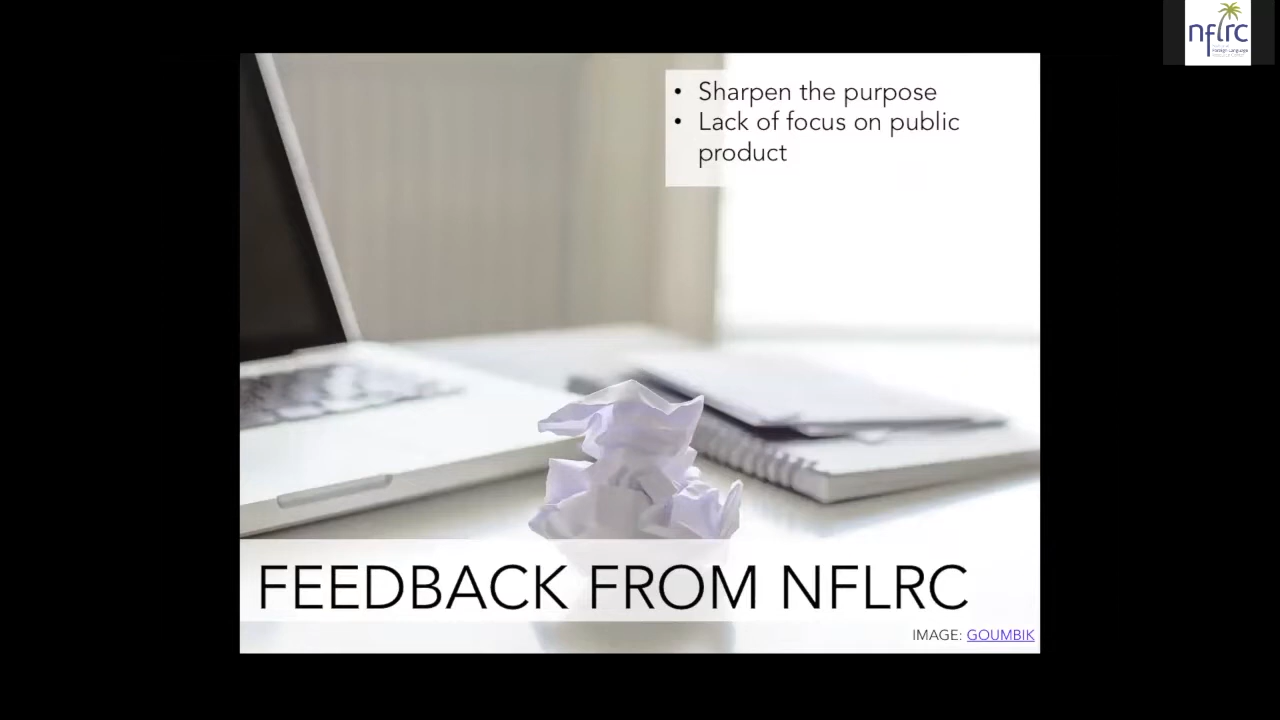 nflrc
• Sharpen the purpose
• Lack of focus on public
product
FEEDBACK FROM NFLRC
IMAGE: GOUMBIK